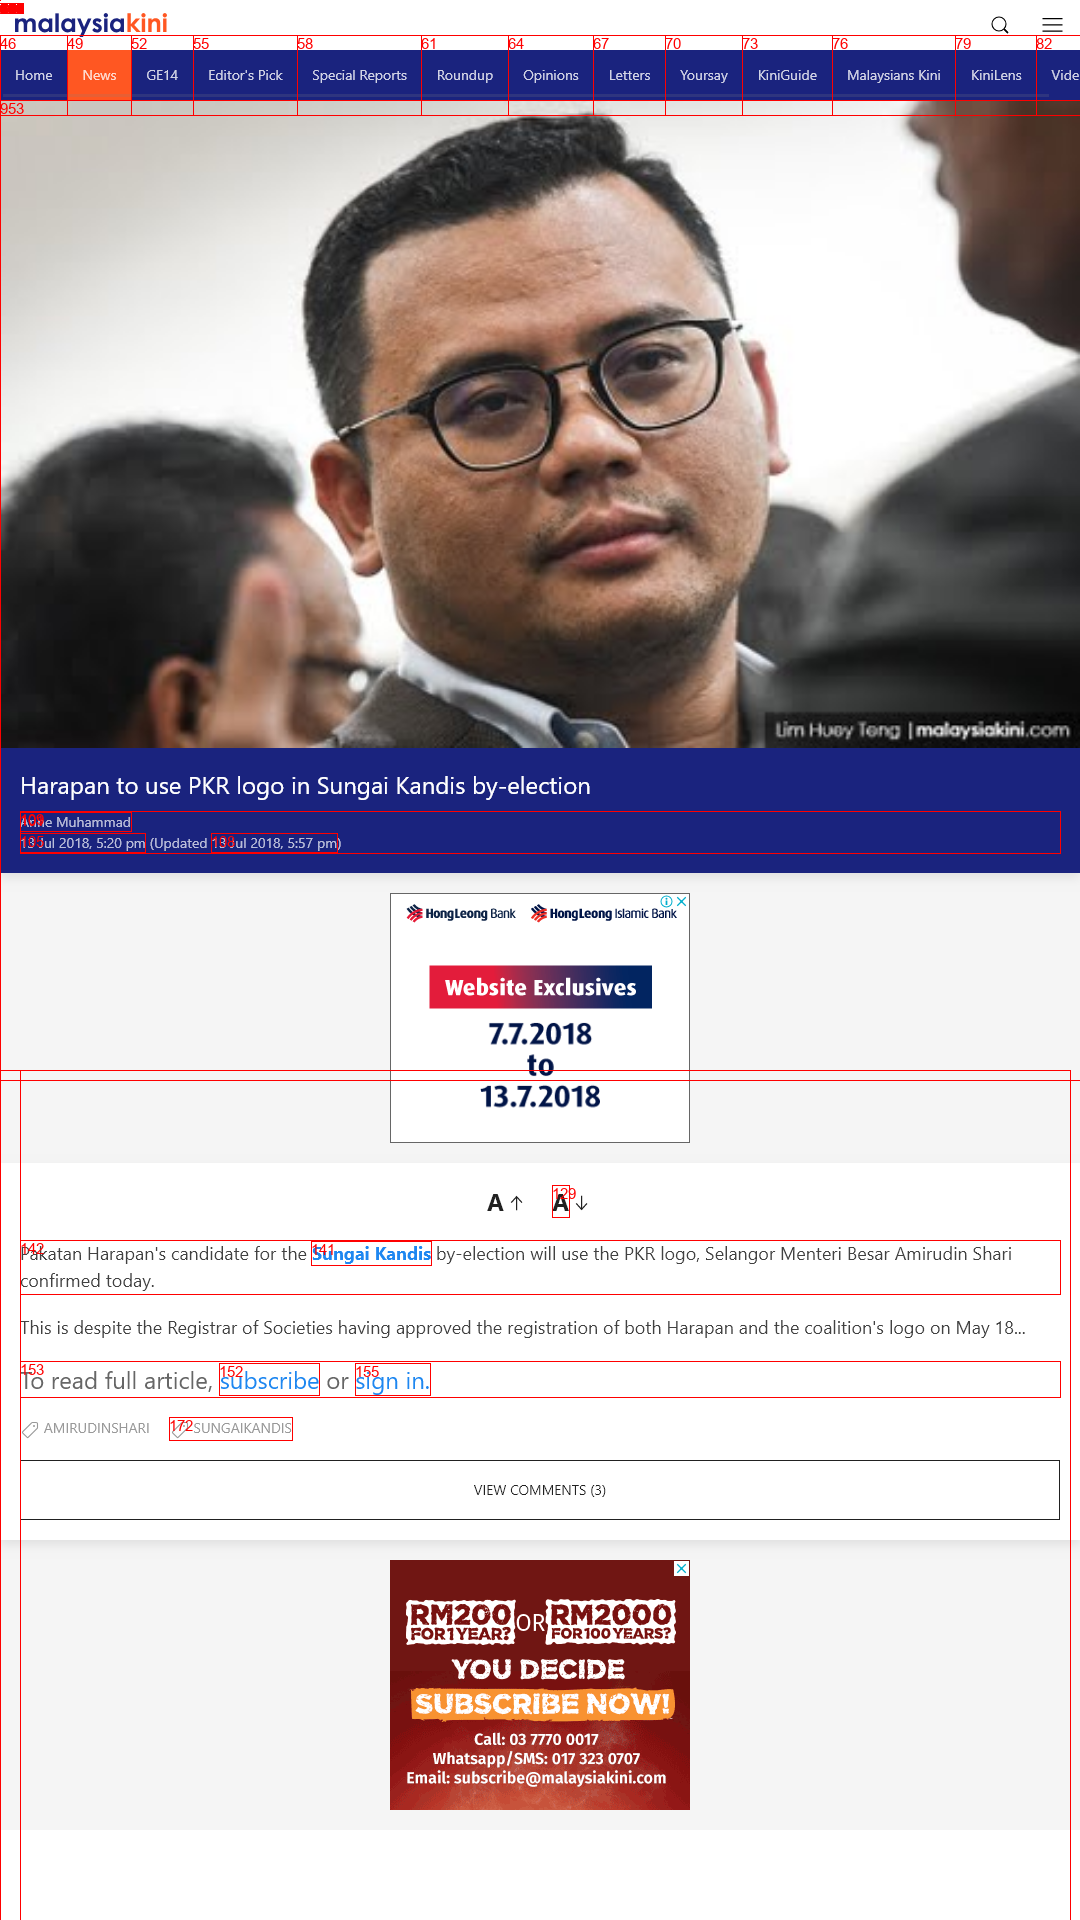 malaysiakini
46 49 52 55 58 61 64 67 70 73 76 79 82
Home News GE14 Editor's Pick Special Reports Roundup Opinions Letters Yoursay KiniGuide Malaysians Kini KiniLens Vide
953
Lim Huey Teng | malaysiakini.com
Harapan to use PKR logo in Sungai Kandis by-election
Muhammad
13 Jul 2018, 5:20 pm (Updated 13 Jul 2018, 5:57 pm)
HongLeong Bank HongLeong Islamic Bank
Website Exclusives
7.7.2018
to
13.7.2018
129
A ↑ A ↓
142 141
Pakatan Harapan's candidate for the Sungai Kandis by-election will use the PKR logo, Selangor Menteri Besar Amirudin Shari
confirmed today.
This is despite the Registrar of Societies having approved the registration of both Harapan and the coalition's logo on May 18...
153 152 155
To read full article, subscribe or sign in.
172
AMIRUDINSHARI SUNGAIKANDIS
VIEW COMMENTS (3)
RM200 OR RM2000
FOR 1 YEAR? FOR 100 YEARS?
YOU DECIDE
SUBSCRIBE NOW!
Call: 03 7770 0017
Whatsapp/SMS: 017 323 0707
Email: subscribe@malaysiakini.com